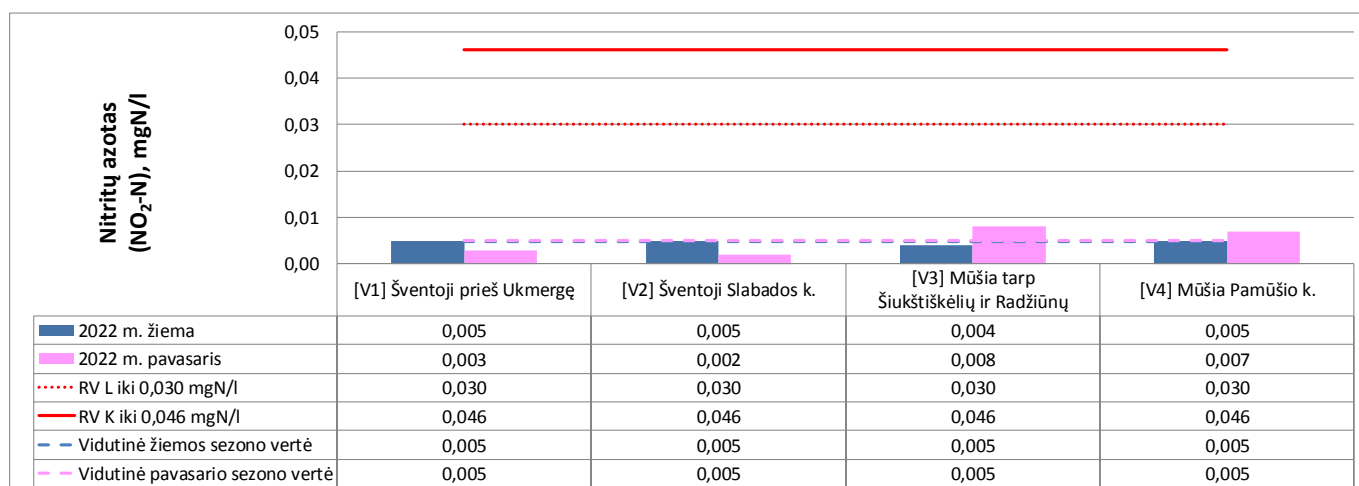 Nitritų azotas
(NO₂-N), mgN/l
0,05
0,04
0,03
0,02
0,01
0,00
[V1] Šventoji prieš Ukmergę [V2] Šventoji Slabados k. [V3] Mūšia tarp Šiukštiškėlių ir Radžiūnų [V4] Mūšia Pamūšio k.
2022 m. žiema 0,005 0,005 0,004 0,005
2022 m. pavasaris 0,003 0,002 0,008 0,007
RV L iki 0,030 mgN/l 0,030 0,030 0,030 0,030
RV K iki 0,046 mgN/l 0,046 0,046 0,046 0,046
Vidutinė žiemos sezono vertė 0,005 0,005 0,005 0,005
Vidutinė pavasario sezono vertė 0,005 0,005 0,005 0,005